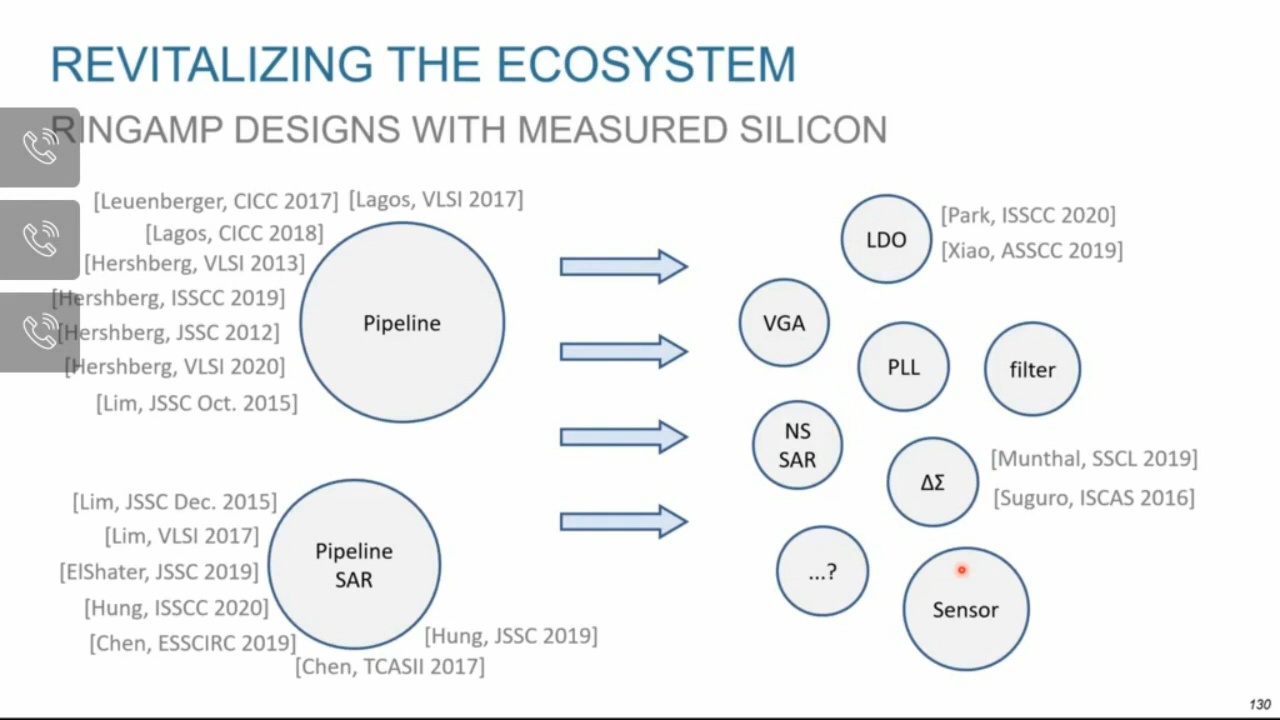 REVITALIZING THE ECOSYSTEM
RINGAMP DESIGNS WITH MEASURED SILICON
[Leuenberger, CICC 2017] [Lagos, VLSI 2017]
[Lagos, CICC 2018]
[Hershberg, VLSI 2013]
[Hershberg, ISSCC 2019]
[Hershberg, JSSC 2012]
[Hershberg, VLSI 2020]
[Lim, JSSC Oct. 2015]
Pipeline
[Lim, JSSC Dec. 2015]
[Lim, VLSI 2017]
[ElShater, JSSC 2019]
[Hung, ISSCC 2020]
[Chen, ESSCIRC 2019]
Pipeline
SAR
[Hung, JSSC 2019]
[Chen, TCASII 2017]
LDO
[Park, ISSCC 2020]
[Xiao, ASSCC 2019]
VGA
PLL
filter
NS
SAR
ΔΣ
[Munthal, SSCL 2019]
[Suguro, ISCAS 2016]
...?
Sensor
130